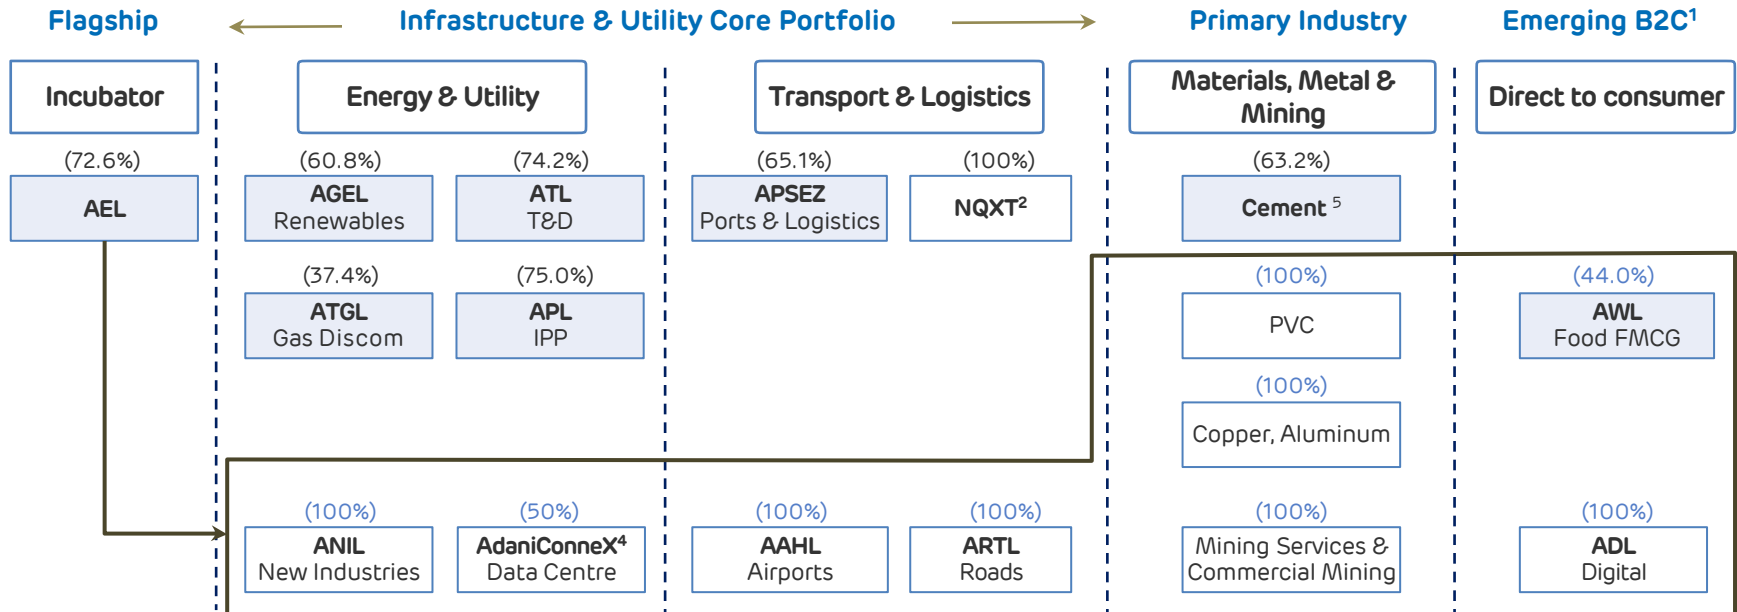 Flagship
Infrastructure & Utility Core Portfolio
Primary Industry
Emerging B2C¹
Incubator
Energy & Utility
Transport & Logistics
Materials, Metal &
Mining
Direct to consumer
(72.6%)
AEL
(60.8%)
AGEL
Renewables
(74.2%)
ATL
T&D
(65.1%)
APSEZ
Ports & Logistics
(100%)
NQXT²
(63.2%)
Cement ⁵
(37.4%)
ATGL
Gas Discom
(75.0%)
APL
IPP
(100%)
PVC
(44.0%)
AWL
Food FMCG
(100%)
Copper, Aluminum
(100%)
ANIL
New Industries
(50%)
AdaniConneX⁴
Data Centre
(100%)
AAHL
Airports
(100%)
ARTL
Roads
(100%)
Mining Services &
Commercial Mining
(100%)
ADL
Digital